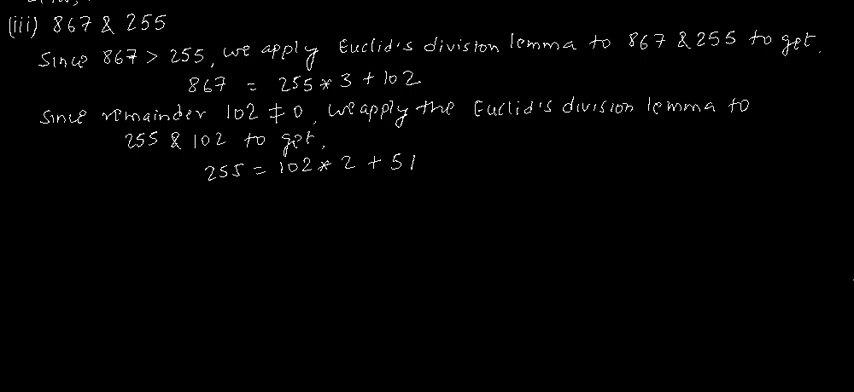 (iii) 867 & 255
Since 867 > 255, we apply Euclid's division lemma to 867 & 255 to get,
867 = 255 * 3 + 102
Since remainder 102 ≠ 0, we apply the Euclid's division lemma to
255 & 102 to get,
255 = 102 * 2 + 51